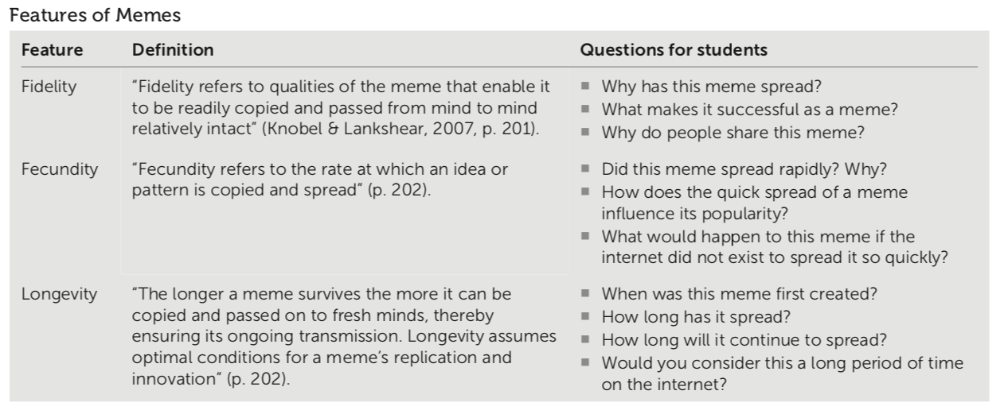 Features of Memes
Feature Definition Questions for students
Fidelity
“Fidelity refers to qualities of the meme that enable it
to be readily copied and passed from mind to mind
relatively intact” (Knobel & Lankshear, 2007, p. 201).
■ Why has this meme spread?
■ What makes it successful as a meme?
■ Why do people share this meme?
Fecundity
“Fecundity refers to the rate at which an idea or
pattern is copied and spread” (p. 202).
■ Did this meme spread rapidly? Why?
■ How does the quick spread of a meme
influence its popularity?
■ What would happen to this meme if the
internet did not exist to spread it so quickly?
Longevity
“The longer a meme survives the more it can be
copied and passed on to fresh minds, thereby
ensuring its ongoing transmission. Longevity assumes
optimal conditions for a meme’s replication and
innovation” (p. 202).
■ When was this meme first created?
■ How long has it spread?
■ How long will it continue to spread?
■ Would you consider this a long period of time
on the internet?